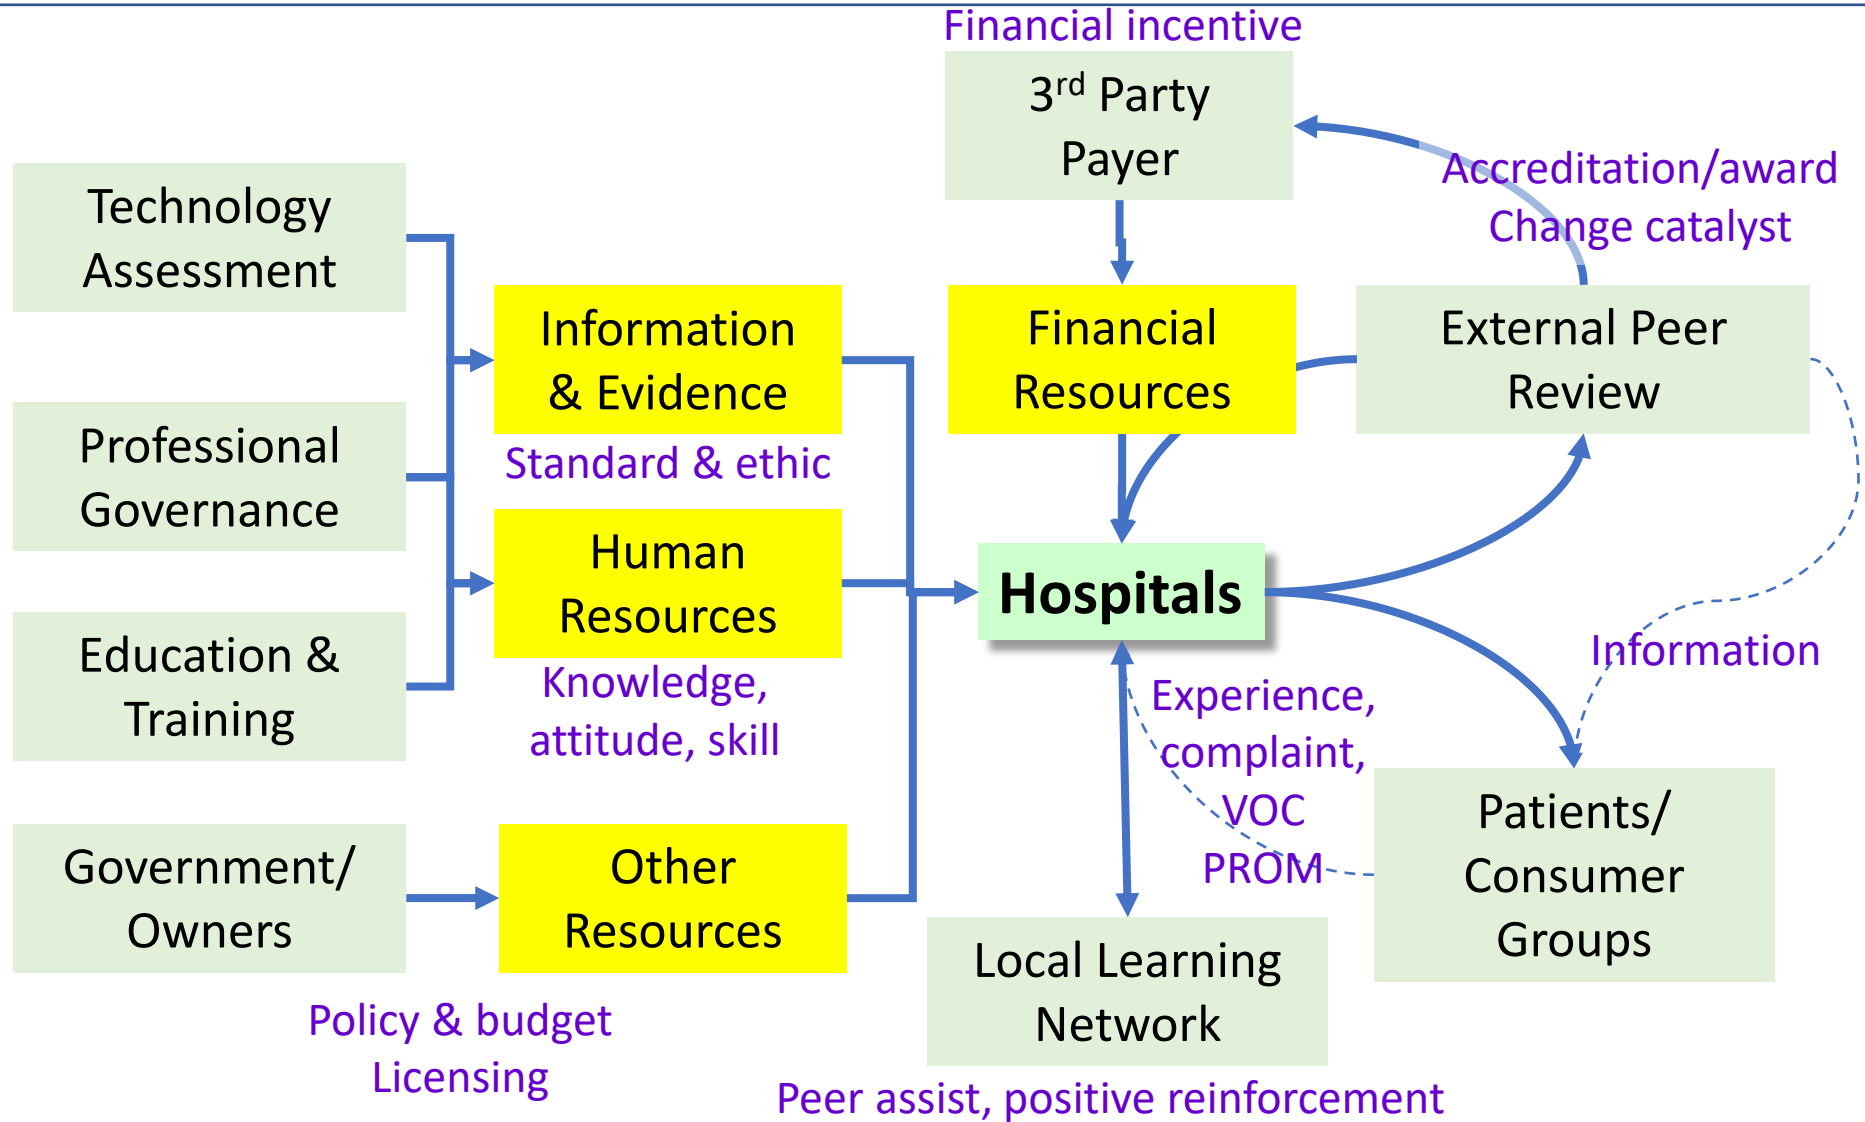 Financial incentive
3rd Party
Payer
Accreditation/award
Change catalyst
Technology
Assessment
Information
& Evidence
Standard & ethic
Financial
Resources
External Peer
Review
Professional
Governance
Human
Resources
Knowledge,
attitude, skill
Hospitals
Education &
Training
Experience,
complaint,
VOC
PROM
Information
Government/
Owners
Other
Resources
Policy & budget
Licensing
Patients/
Consumer
Groups
Local Learning
Network
Peer assist, positive reinforcement